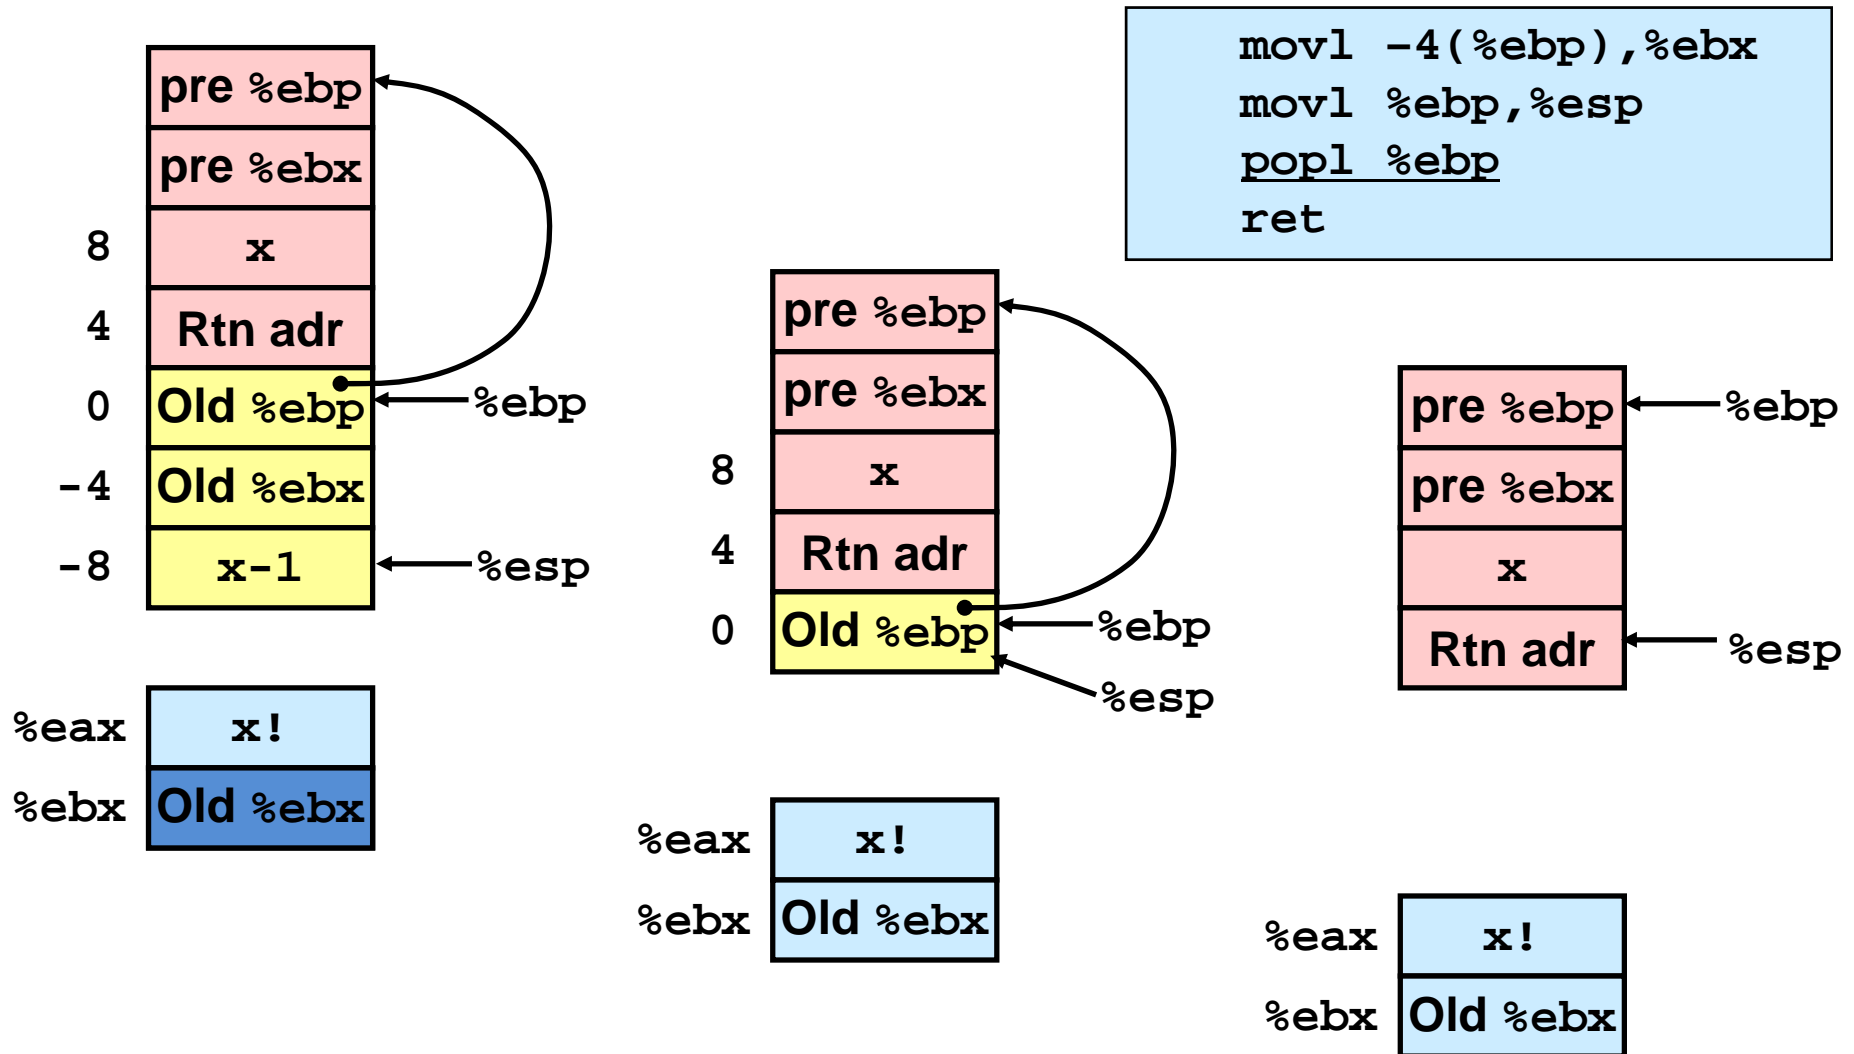 movl -4(%ebp),%ebx
movl %ebp,%esp
popl %ebp
ret
pre %ebp
pre %ebx
8 x
4 Rtn adr
0 Old %ebp %ebp
-4 Old %ebx
-8 x-1 %esp
%eax x!
%ebx Old %ebx
pre %ebp
pre %ebx
8 x
4 Rtn adr
0 Old %ebp %ebp
%esp
%eax x!
%ebx Old %ebx
pre %ebp %ebp
pre %ebx
x
Rtn adr %esp
%eax x!
%ebx Old %ebx